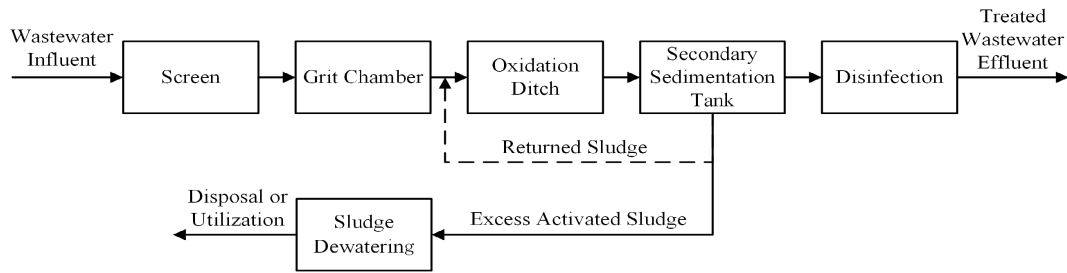 Wastewater
Influent
Screen
Grit Chamber
Oxidation
Ditch
Secondary
Sedimentation
Tank
Disinfection
Treated
Wastewater
Effluent
Returned Sludge
Disposal or
Utilization
Sludge
Dewatering
Excess Activated Sludge